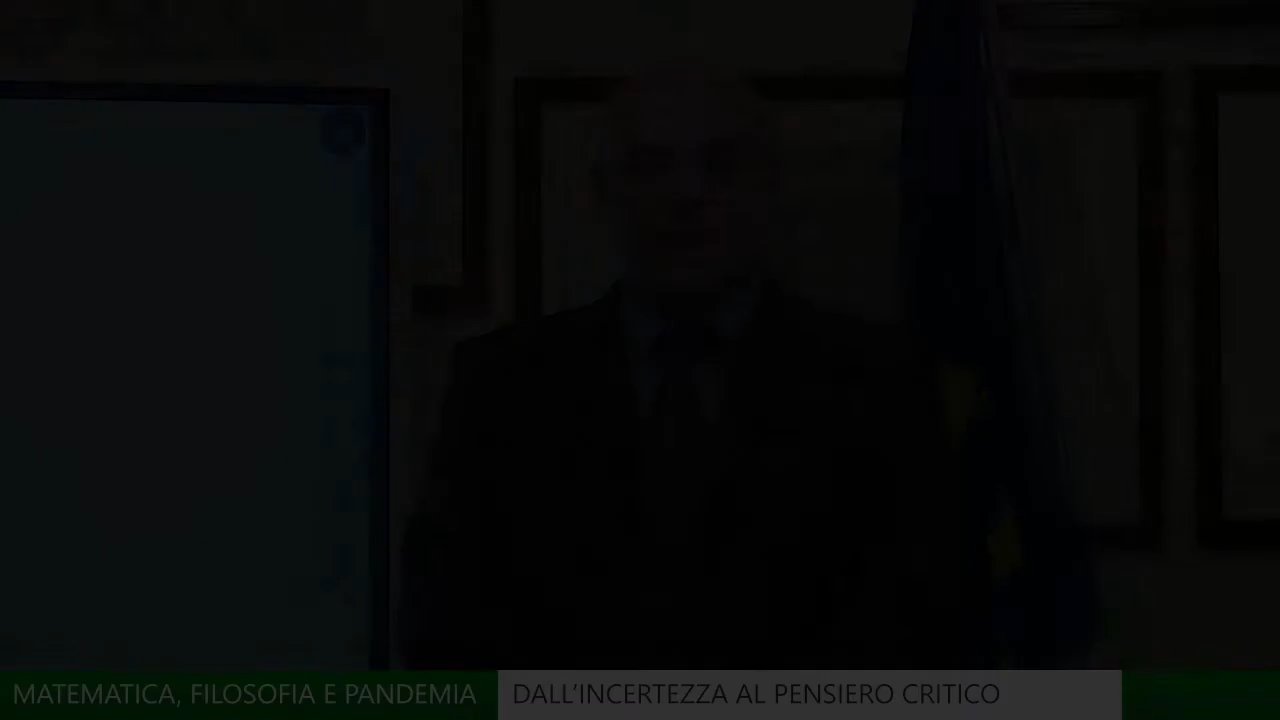 MATEMATICA, FILOSOFIA E PANDEMIA
DALL'INCERTEZZA AL PENSIERO CRITICO